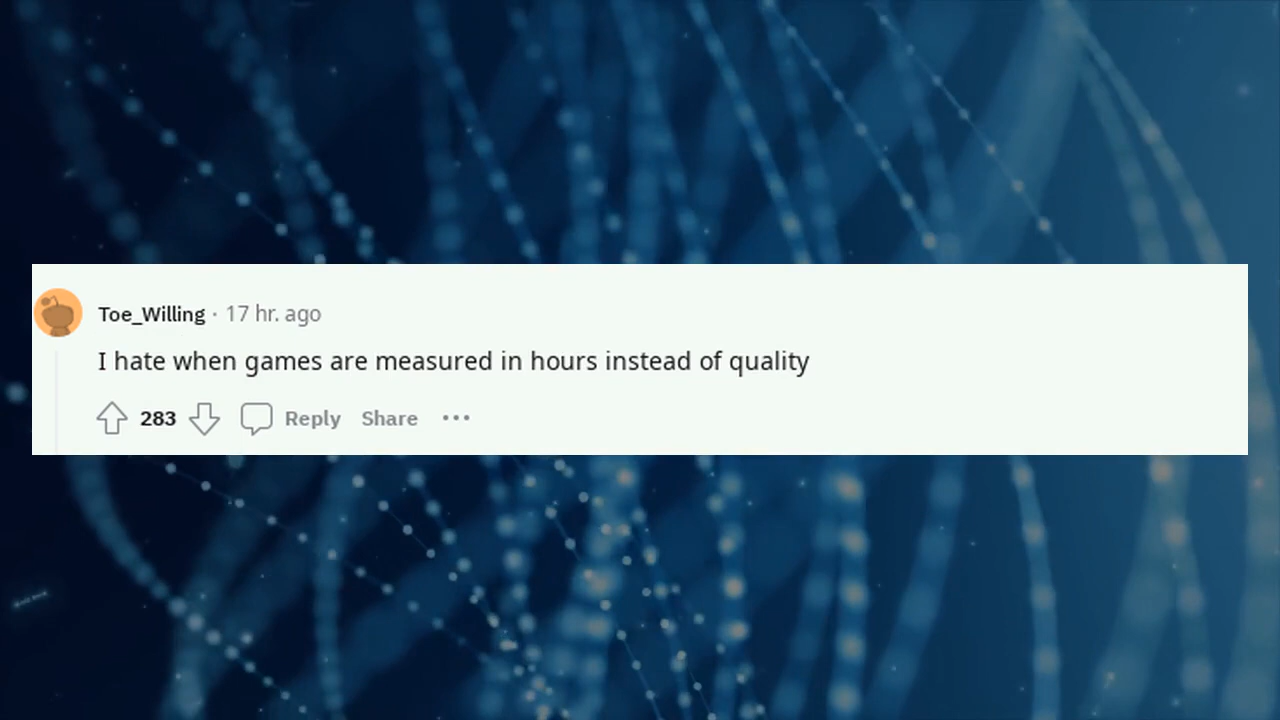 Toe_Willing · 17 hr. ago
I hate when games are measured in hours instead of quality
283 Reply Share ···